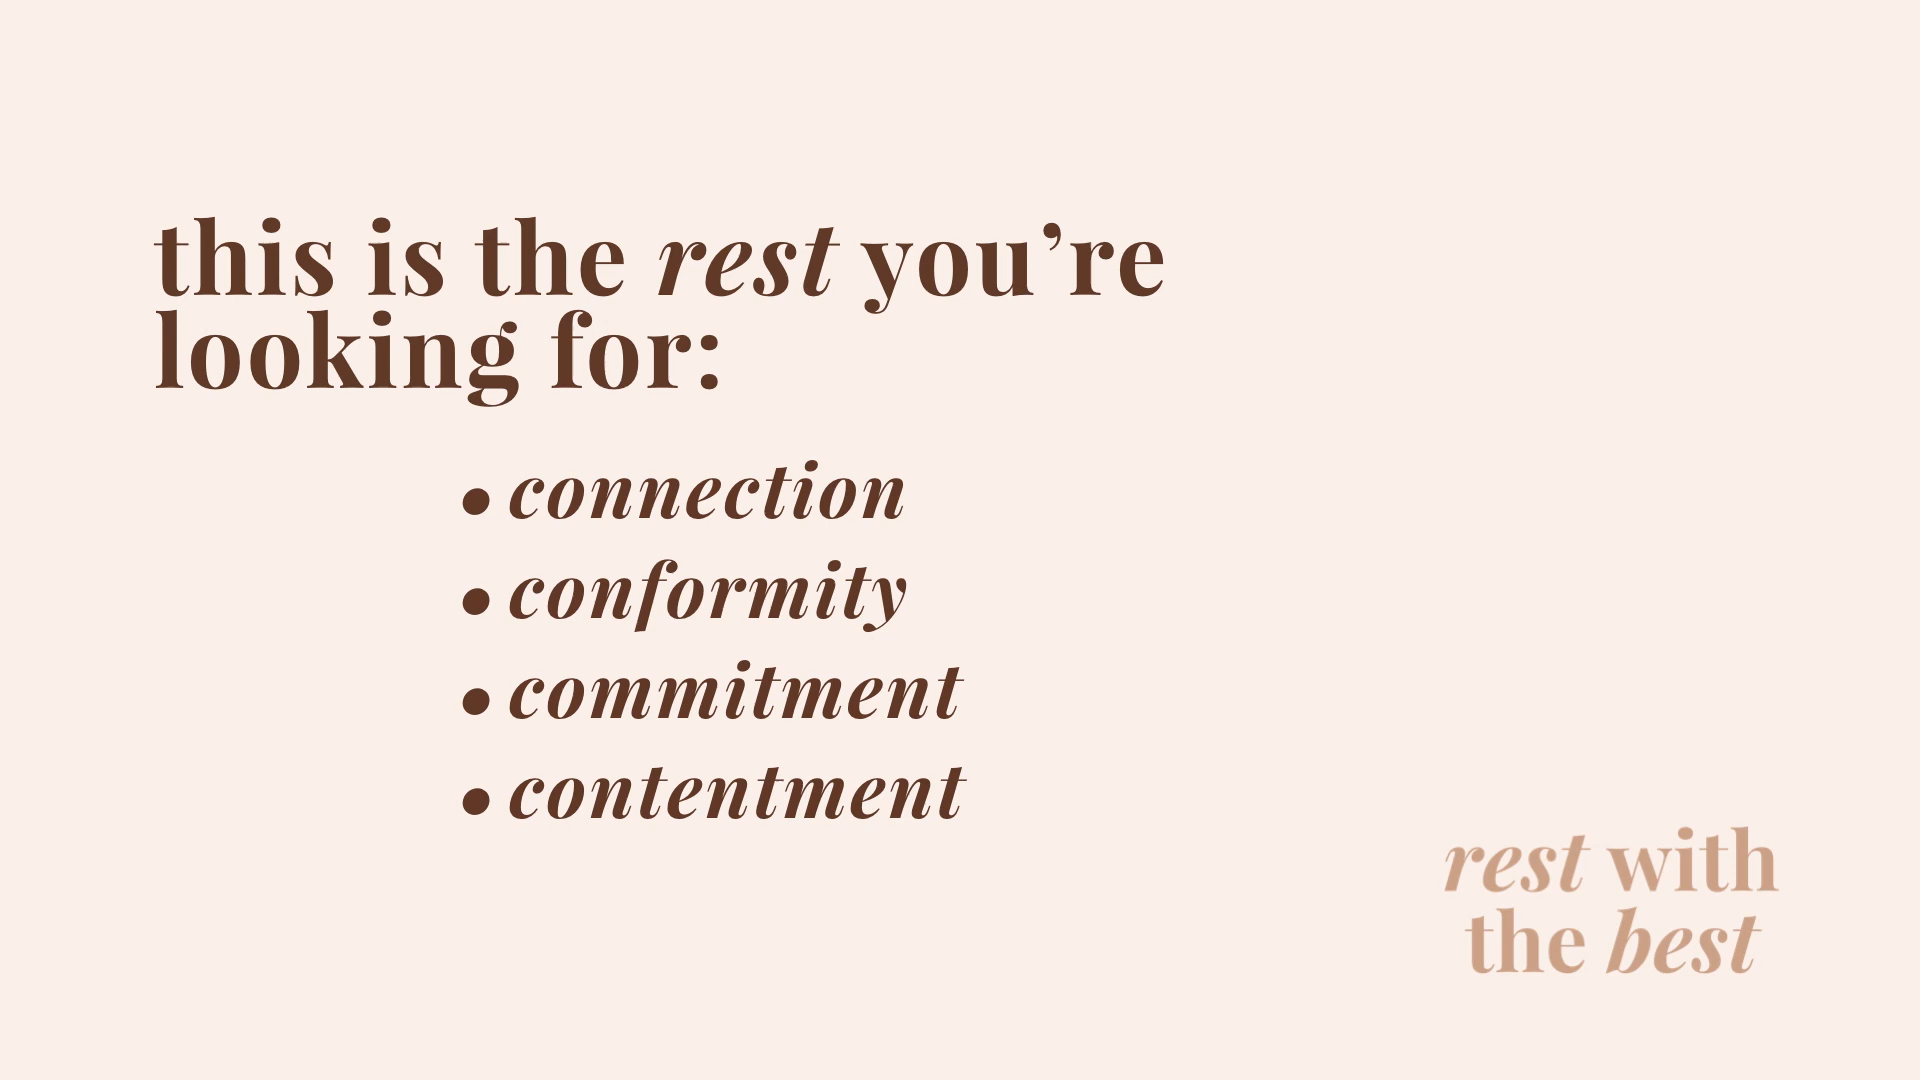 this is the rest you’re
looking for:
• connection
• conformity
• commitment
• contentment
rest with
the best